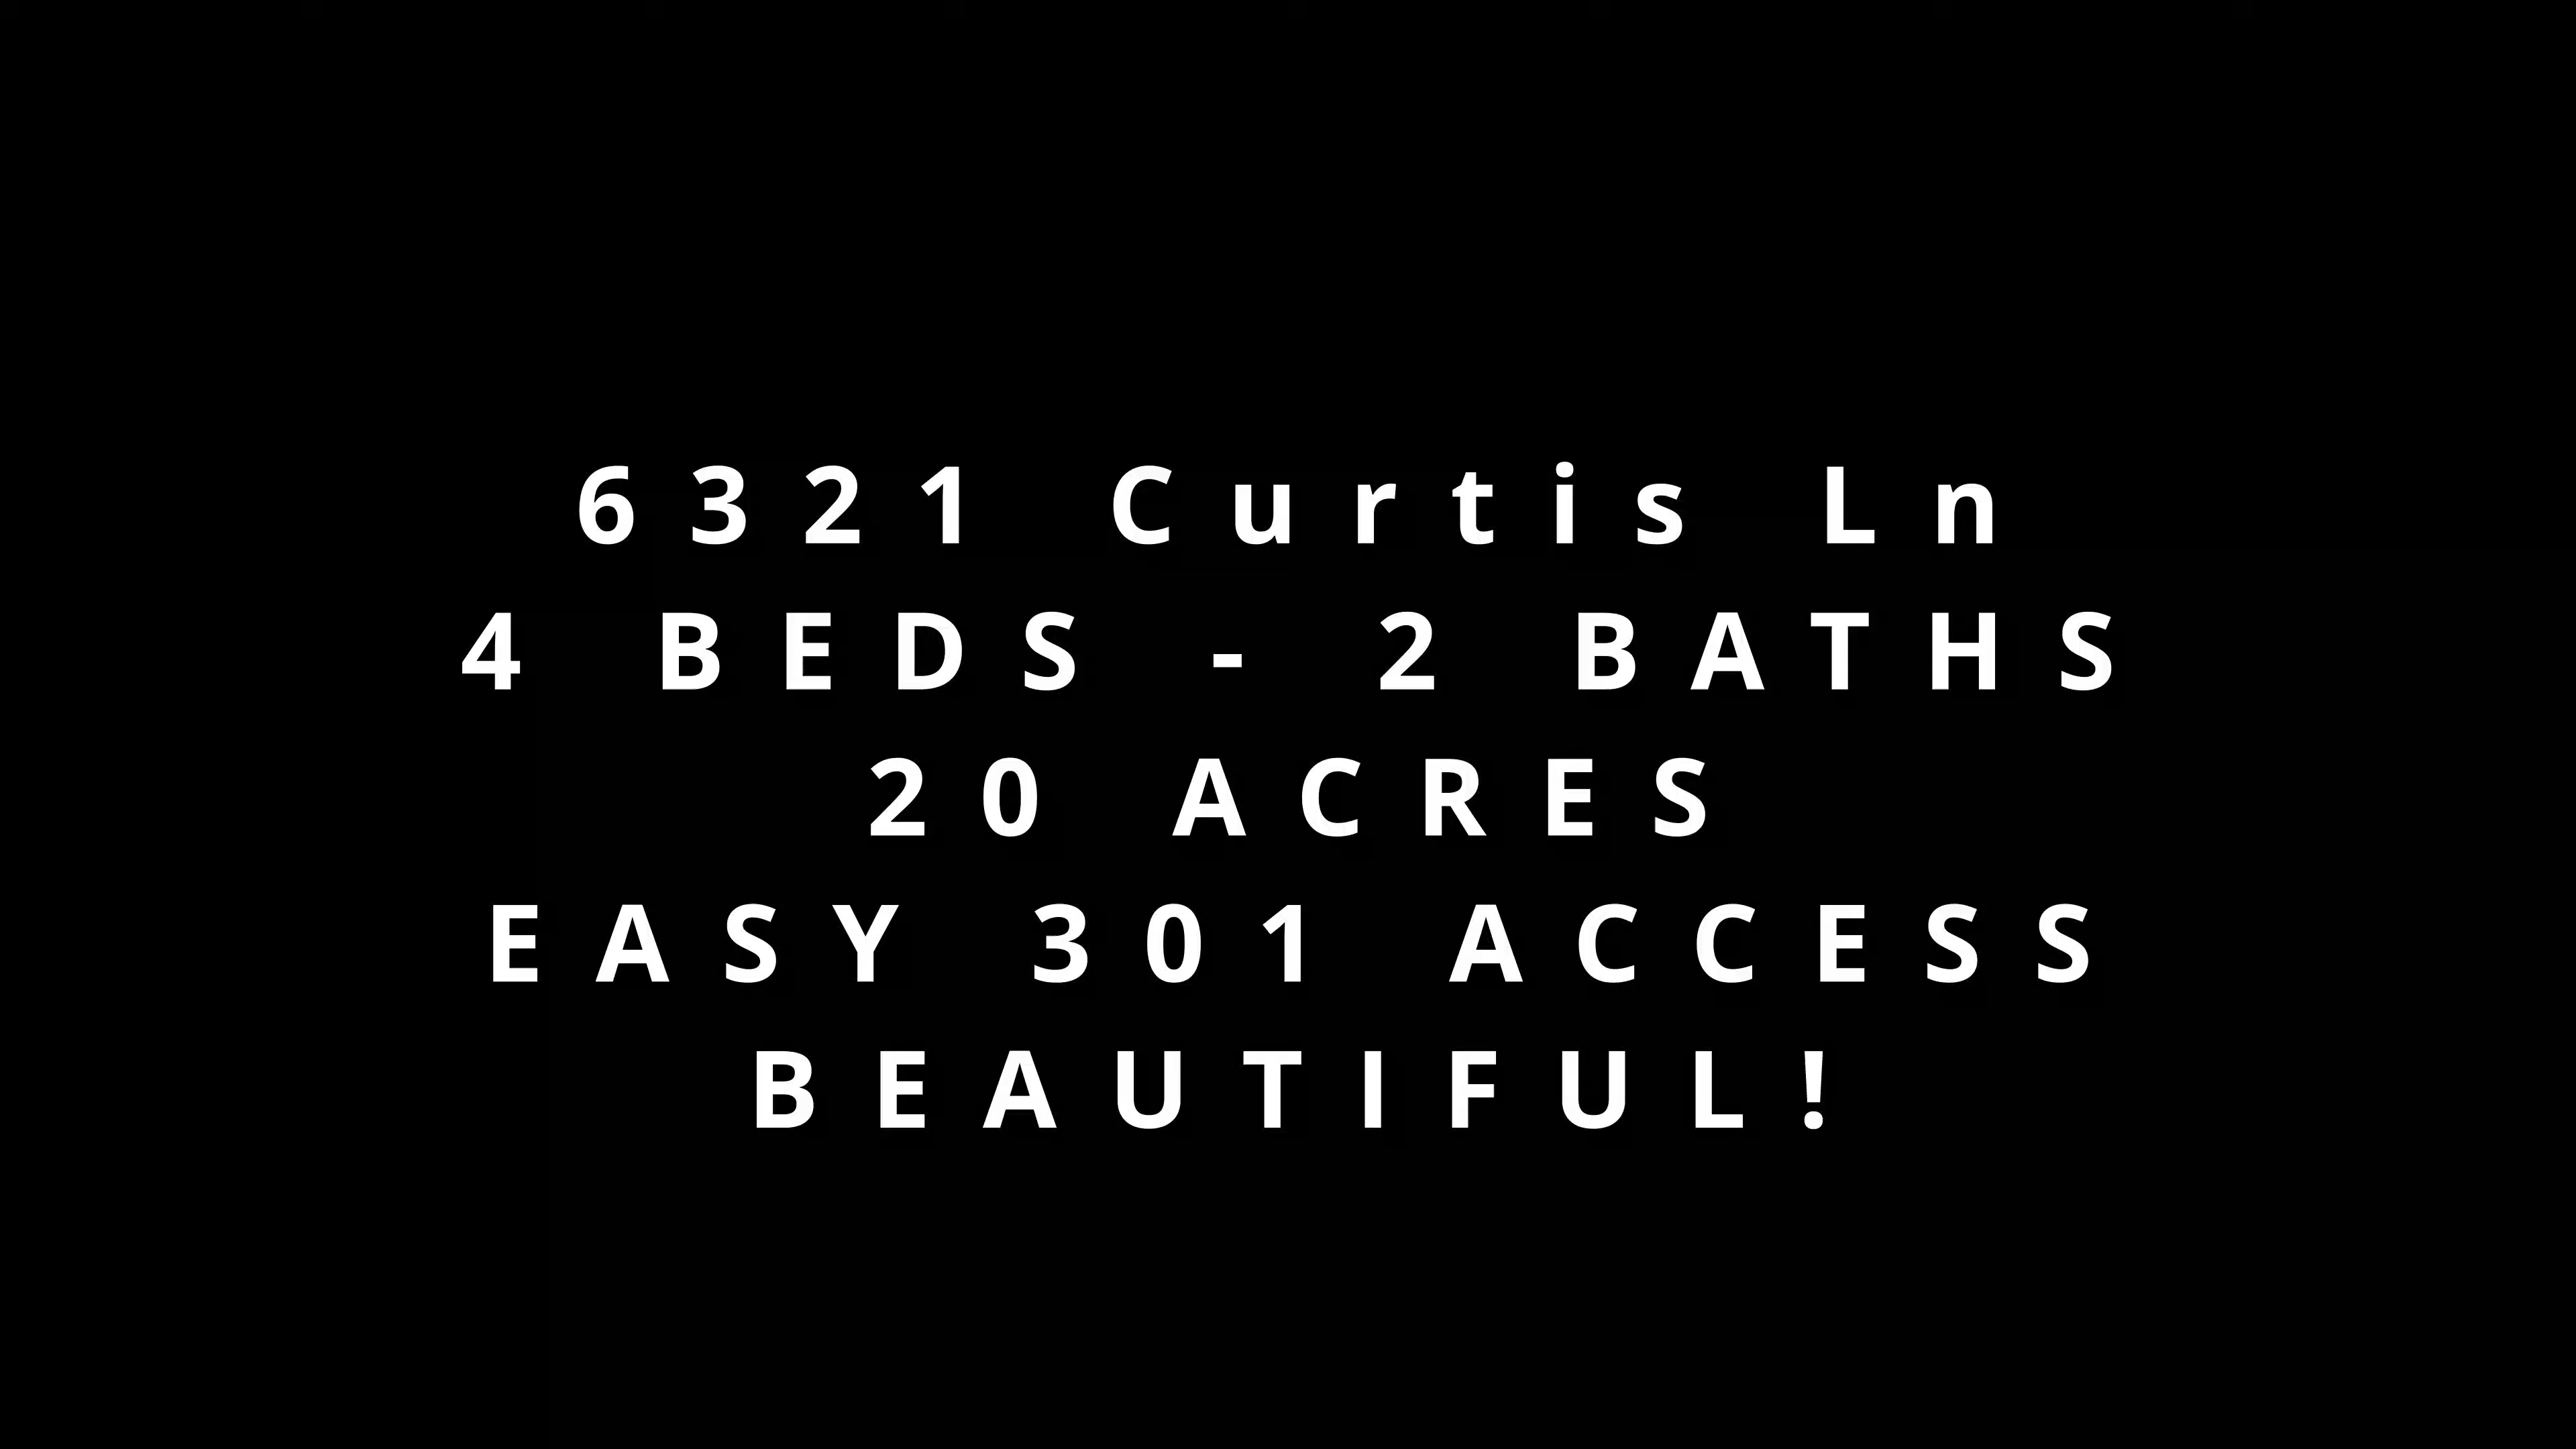 6321 Curtis Ln
4 BEDS - 2 BATHS
20 ACRES
EASY 301 ACCESS
BEAUTIFUL!